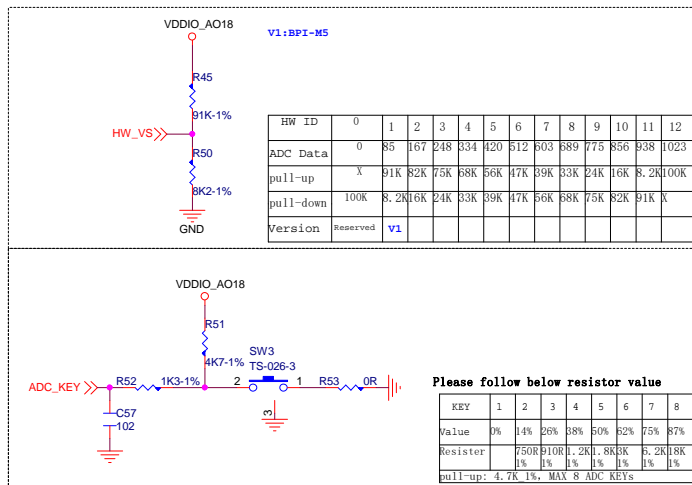 VDDIO_AO18
V1:BPI-M5
R45
91K-1%
HW_VS
R50
8K2-1%
GND
HW ID 0 1 2 3 4 5 6 7 8 9 10 11 12
ADC Data 0 85 167 248 334 420 512 603 689 775 856 938 1023
pull-up X 91K 82K 75K 68K 56K 47K 39K 33K 24K 16K 8.2K 100K
pull-down 100K 8.2K 16K 24K 33K 39K 47K 56K 68K 75K 82K 91K X
Version Reserved V1
VDDIO_AO18
R51
4K7-1%
SW3
TS-026-3
ADC_KEY
R52
1K3-1%
2
1
R53
0R
3
C57
102
Please follow below resistor value
KEY 1 2 3 4 5 6 7 8
Value 0% 14% 26% 38% 50% 62% 75% 87%
Resister 750R 910R 1.2K 1.8K 3K 6.2K 18K
1% 1% 1% 1% 1% 1% 1%
pull-up: 4.7K 1%, MAX 8 ADC KEYs